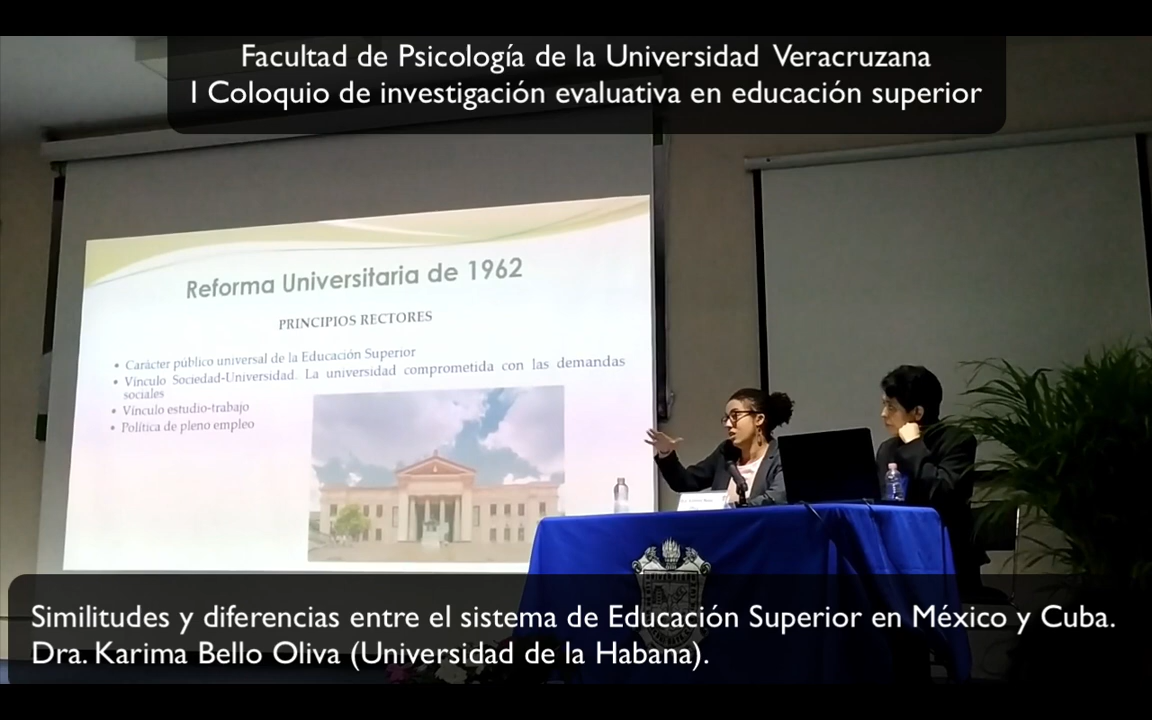 Facultad de Psicología de la Universidad Veracruzana
I Coloquio de investigación evaluativa en educación superior
Reforma Universitaria de 1962
PRINCIPIOS RECTORES
• Carácter público universal de la Educación Superior
• Vínculo Sociedad-Universidad. La universidad comprometida con las demandas
sociales
• Vínculo estudio-trabajo
• Política de pleno empleo
Similitudes y diferencias entre el sistema de Educación Superior en México y Cuba.
Dra. Karima Bello Oliva (Universidad de la Habana).